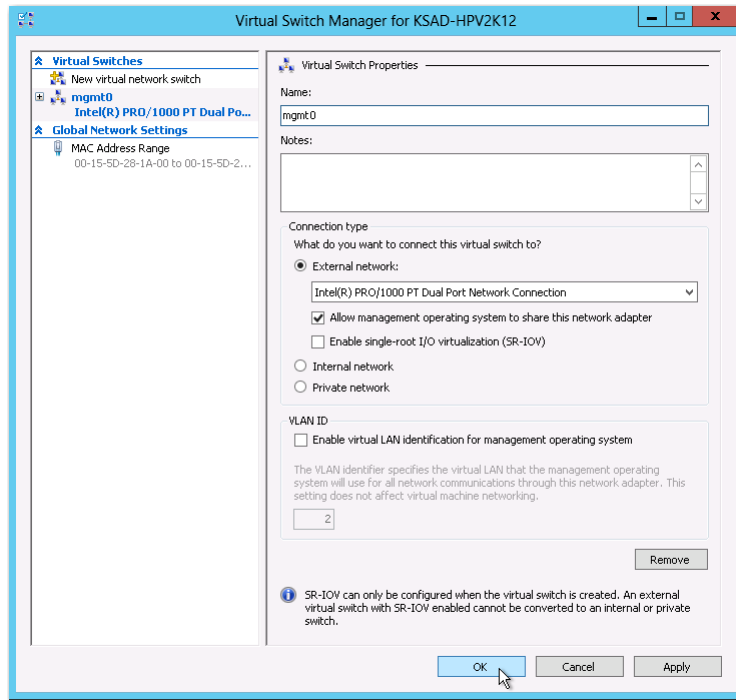 Virtual Switch Manager for KSAD-HPV2K12
Virtual Switches
New virtual network switch
mgmt0
Intel(R) PRO/1000 PT Dual Po...
Global Network Settings
MAC Address Range
00-15-5D-28-1A-00 to 00-15-5D-2...
Virtual Switch Properties
Name:
mgmt0
Notes:
Connection type
What do you want to connect this virtual switch to?
External network:
Intel(R) PRO/1000 PT Dual Port Network Connection
Allow management operating system to share this network adapter
Enable single-root I/O virtualization (SR-IOV)
Internal network
Private network
VLAN ID
Enable virtual LAN identification for management operating system
The VLAN identifier specifies the virtual LAN that the management operating
system will use for all network communications through this network adapter. This
setting does not affect virtual machine networking.
2
Remove
SR-IOV can only be configured when the virtual switch is created. An external
virtual switch with SR-IOV enabled cannot be converted to an internal or private
switch.
OK
Cancel
Apply